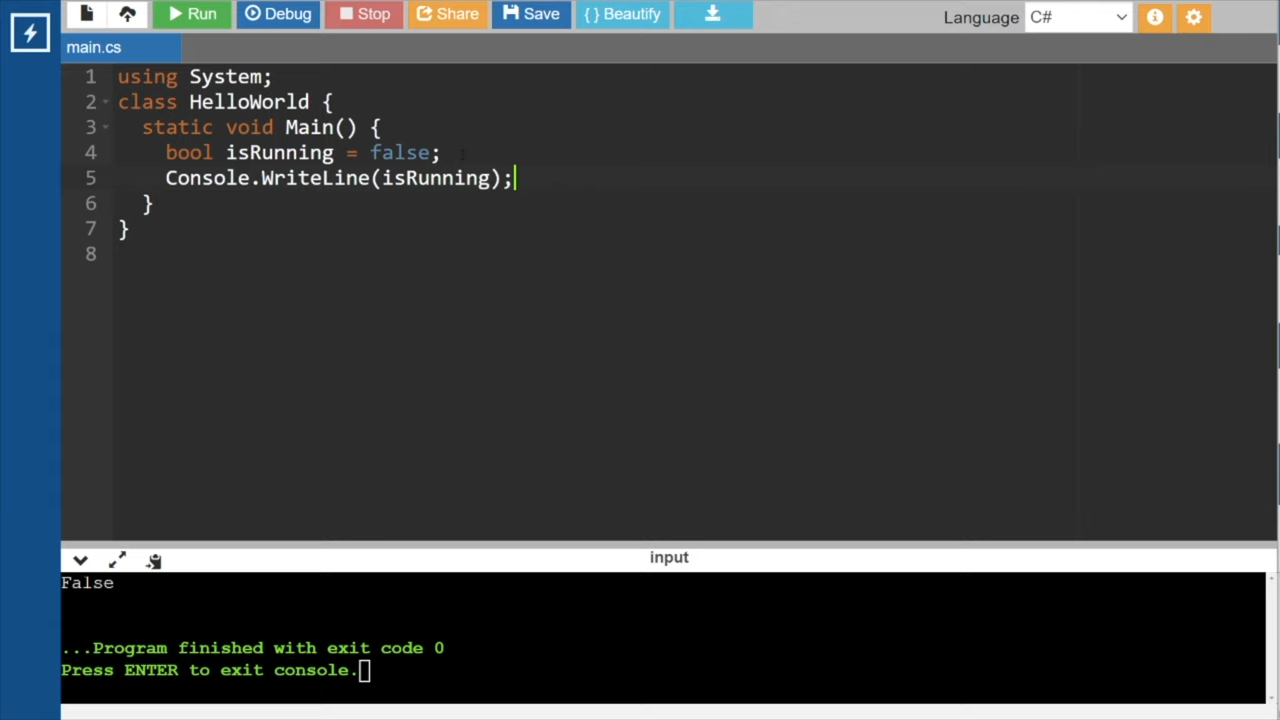 Run Debug Stop Share Save { } Beautify Language C#
main.cs
1 using System;
2 class HelloWorld {
3 static void Main() {
4 bool isRunning = false;
5 Console.WriteLine(isRunning);
6 }
7 }
8
input
False
...Program finished with exit code 0
Press ENTER to exit console.